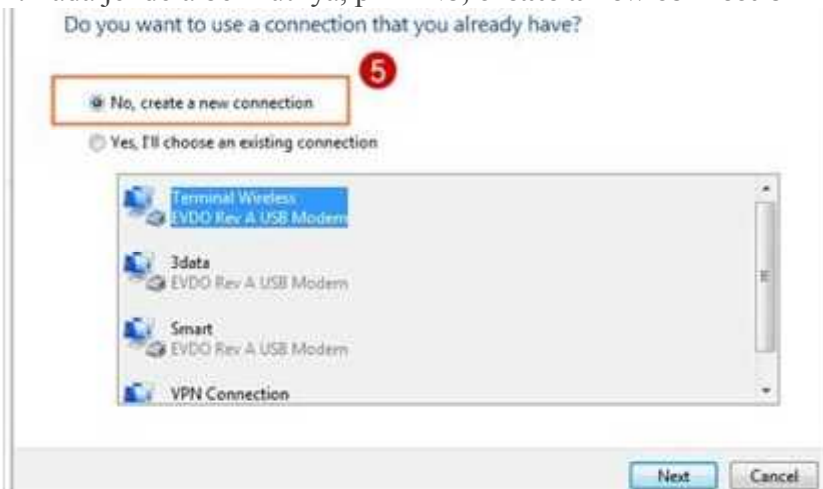 Do you want to use a connection that you already have?
5
No, create a new connection
Yes, I'll choose an existing connection
Terminal Wireless
EVDO Rev A USB Modem
3data
EVDO Rev A USB Modem
Smart
EVDO Rev A USB Modem
VPN Connection
Next Cancel